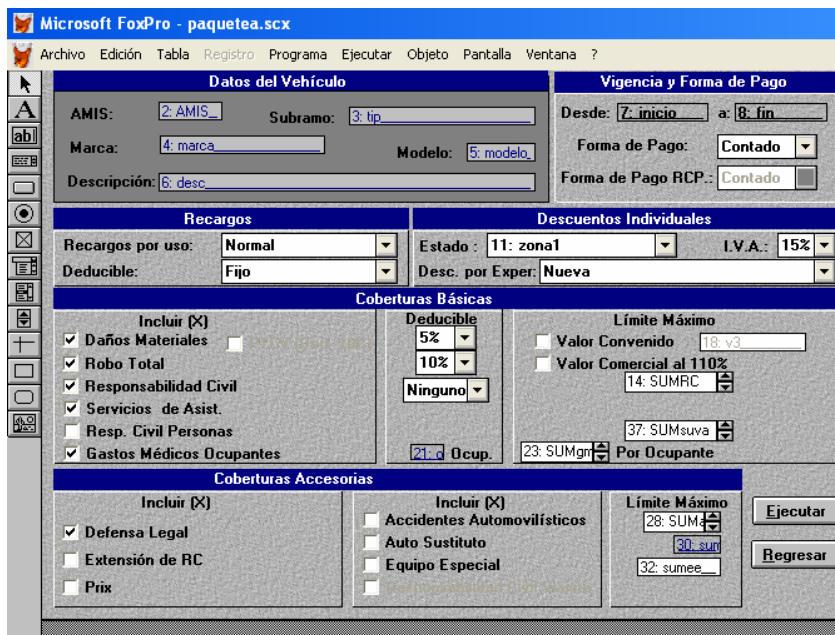 Microsoft FoxPro - paquetea.scx
Archivo Edición Tabla Registro Programa Ejecutar Objeto Pantalla Ventana ?
Datos del Vehículo
AMIS: 2: AMIS_ Subramo: 3: tip
Marca: 4: marca Modelo: 5: modelo_
Descripción: 6: desc
Vigencia y Forma de Pago
Desde: 7: inicio a: 8: fin
Forma de Pago: Contado
Forma de Pago RCP.: Contado
Recargos
Recargos por uso: Normal
Deducible: Fijo
Descuentos Individuales
Estado : 11: zona1 I.V.A.: 15%
Desc. por Exper: Nueva
Coberturas Básicas
Incluir (X)
Daños Materiales
Robo Total
Responsabilidad Civil
Servicios de Asist.
Resp. Civil Personas
Gastos Médicos Ocupantes
Deducible
5%
10%
Ninguno
21: o Ocup.
Límite Máximo
Valor Convenido 18: v3
Valor Comercial al 110%
14: SUMRC
37: SUMsuva
23: SUMgm Por Ocupante
Coberturas Accesorias
Incluir (X)
Defensa Legal
Extensión de RC
Prix
Incluir (X)
Accidentes Automovilísticos
Auto Sustituto
Equipo Especial
Límite Máximo
28: SUMa
30: sum
32: sumee__
Ejecutar
Regresar
A
ab